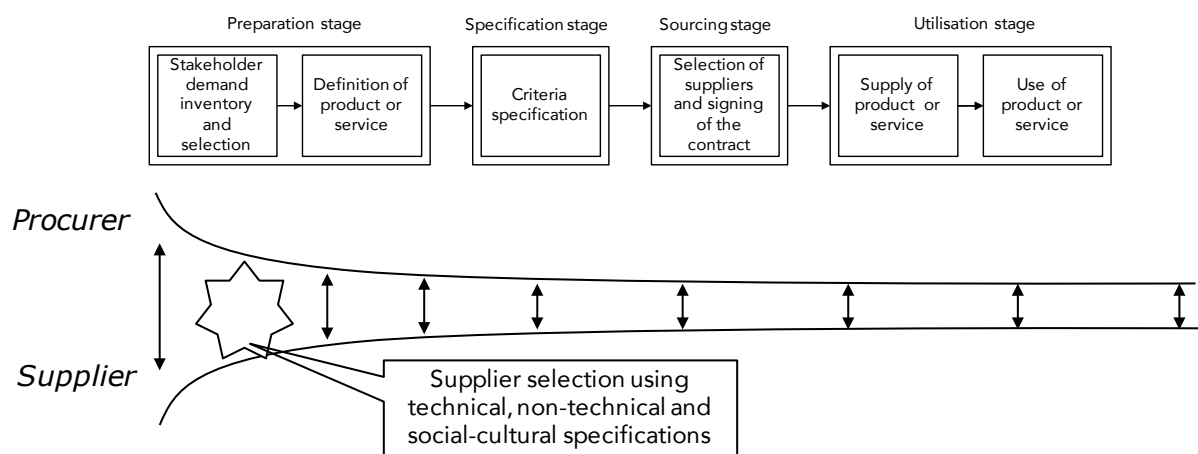 Preparation stage
Specification stage
Sourcing stage
Utilisation stage
Stakeholder
demand
inventory
and
selection
Definition of
product or
service
Criteria
specification
Selection of
suppliers
and signing
of the
contract
Supply of
product or
service
Use of
product or
service
Procurer
Supplier
Supplier selection using
technical, non-technical and
social-cultural specifications